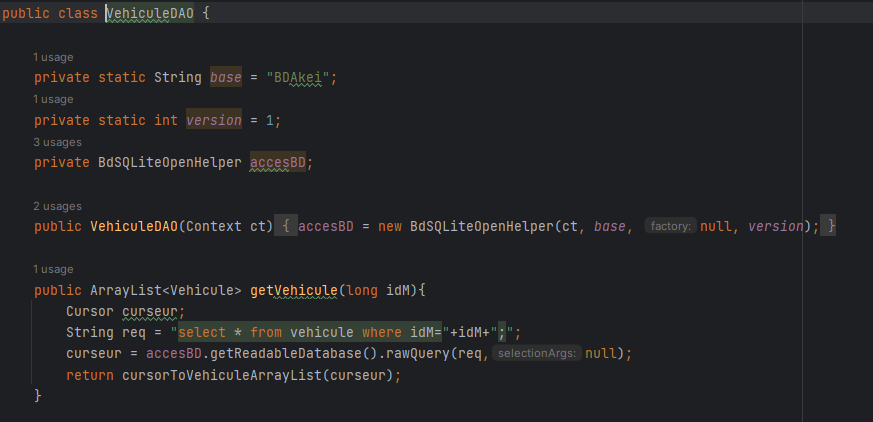 public class VehiculeDAO {
1 usage
private static String base = "BDAkei";
1 usage
private static int version = 1;
3 usages
private BdSQLiteOpenHelper accesBD;
2 usages
public VehiculeDAO(Context ct) { accesBD = new BdSQLiteOpenHelper(ct, base, factory: null, version); }
1 usage
public ArrayList<Vehicule> getVehicule(long idM){
Cursor curseur;
String req = "select * from vehicule where idM="+idM+";";
curseur = accesBD.getReadableDatabase().rawQuery(req, selectionArgs: null);
return cursorToVehiculeArrayList(curseur);
}